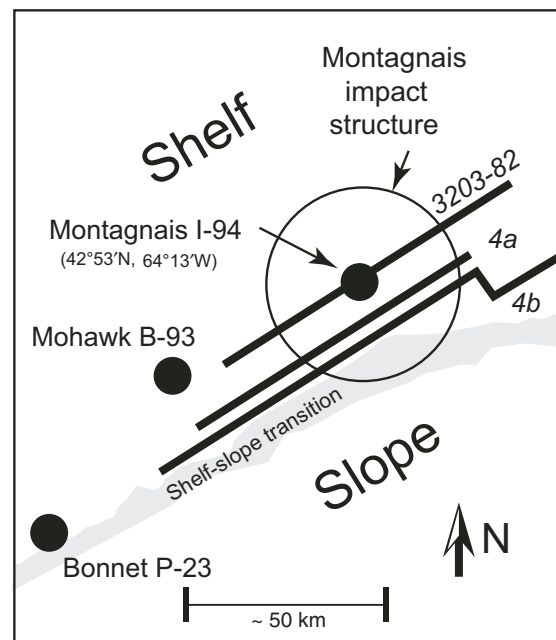 Montagnais
impact
structure
Shelf
3203-82
Montagnais I-94
(42°53′N, 64°13′W)
4a
4b
Mohawk B-93
Shelf-slope transition
Slope
N
Bonnet P-23
~ 50 km